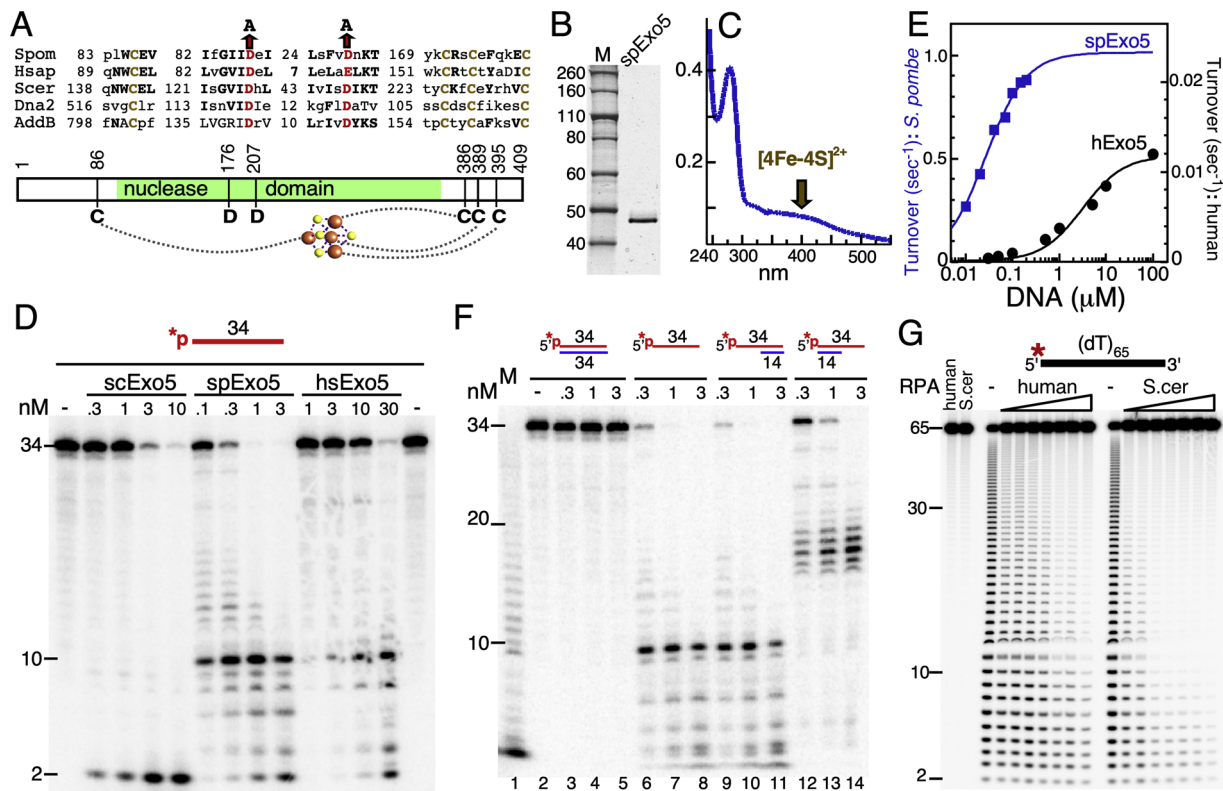 A
A A
Spom 83 plWCEV 82 IfGIIDeI 24 LsFvDnKT 169 ykCRsCeFqkEC
Hsap 89 qNWCEL 82 LvGVIDeL 7 LeLaELKT 151 wkCRtCtYaDIC
Scer 138 qNWCEL 121 IsGVIDhL 43 IvIsDIKT 223 tyCKfCeYrhVC
Dna2 516 svgClr 113 IsnVDIe 12 kgFlDaTv 105 ssCdsCfikesC
AddB 798 fNACpf 135 LVGRIDrV 10 LrIvDYKS 154 tpCtyCaFksVC
1 86 176 207 386 389 395 409
nuclease domain
C D D C C C
B
M spExo5
260
160
110
80
60
50
40
C
0.4
0.2
[4Fe-4S]2+
240 300 400 500
nm
E
spExo5
hExo5
1.0
0.5
0
0.02
0.01
0
Turnover (sec-1): S. pombe
Turnover (sec-1): human
0.01 0.1 1 10 100
DNA (μM)
D
*p 34
scExo5 spExo5 hsExo5
nM - .3 1 3 10 .1 .3 1 3 1 3 10 30 -
34
10
2
F
5'*p 34 34
5'*p 34
5'*p 34 14
5'*p 34 14
nM M - .3 1 3 .3 1 3 .3 1 3 .3 1 3
34
20
10
1 2 3 4 5 6 7 8 9 10 11 12 13 14
G
* (dT)65
5' 3'
RPA human S.cer - human - S.cer
65
30
10
2